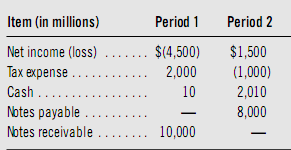 Item (in millions) Period 1 Period 2
Net income (loss) ....... $(4,500) $1,500
Tax expense ............. 2,000 (1,000)
Cash .................. 10 2,010
Notes payable .......... — 8,000
Notes receivable ........ 10,000 —